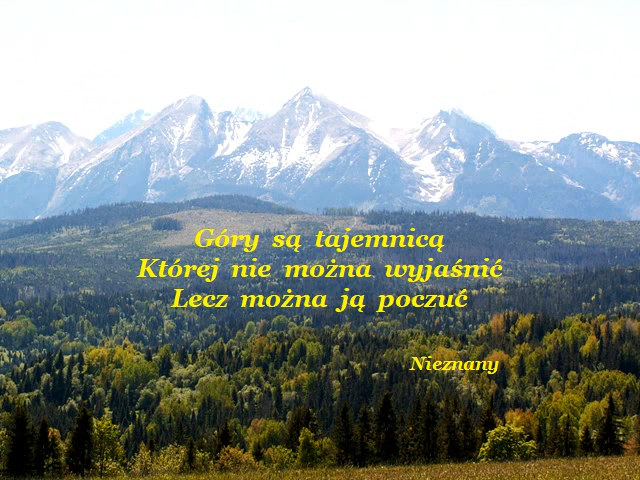 Góry są tajemnicą
Której nie można wyjaśnić
Lecz można ją poczuć
Nieznany